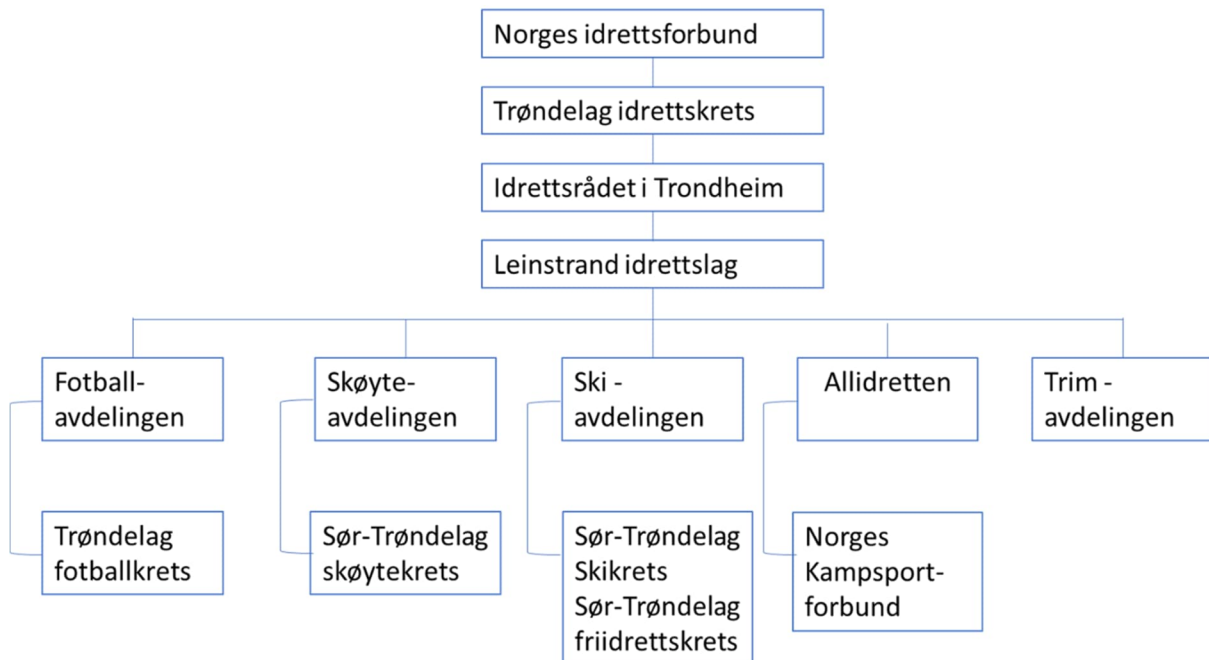 Norges idrettsforbund
Trøndelag idrettskrets
Idrettsrådet i Trondheim
Leinstrand idrettslag
Fotball-
avdelingen
Skøyte-
avdelingen
Ski -
avdelingen
Allidretten
Trim -
avdelingen
Trøndelag
fotballkrets
Sør-Trøndelag
skøytekrets
Sør-Trøndelag
Skikrets
Sør-Trøndelag
friidrettskrets
Norges
Kampsport-
forbund